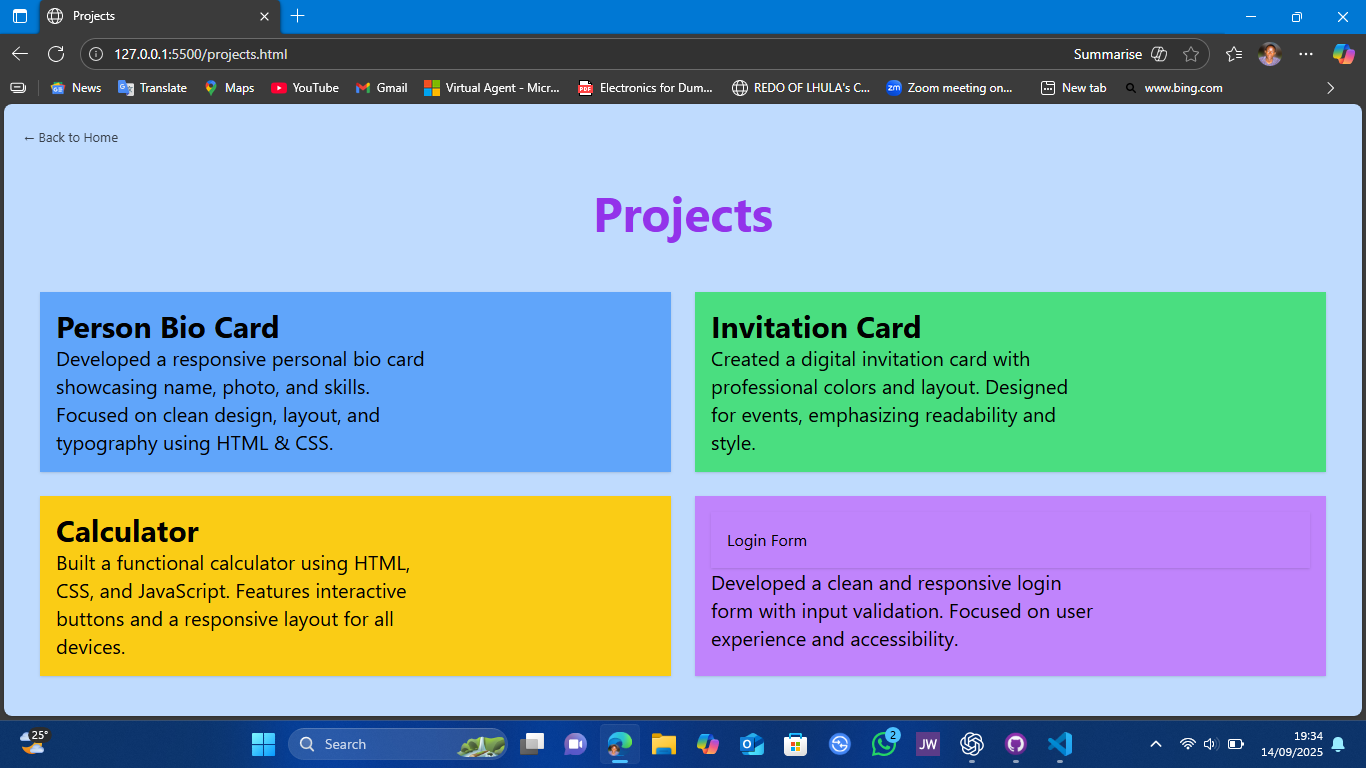 Projects
127.0.0.1:5500/projects.html
Summarise
News
Translate
Maps
YouTube
Gmail
Virtual Agent - Micr...
PDF
Electronics for Dum...
REDO OF LHULA's C...
zm
Zoom meeting on...
New tab
www.bing.com
← Back to Home
Projects
Person Bio Card
Developed a responsive personal bio card
showcasing name, photo, and skills.
Focused on clean design, layout, and
typography using HTML & CSS.
Invitation Card
Created a digital invitation card with
professional colors and layout. Designed
for events, emphasizing readability and
style.
Calculator
Built a functional calculator using HTML,
CSS, and JavaScript. Features interactive
buttons and a responsive layout for all
devices.
Login Form
Developed a clean and responsive login
form with input validation. Focused on user
experience and accessibility.
25°
Search
2
JW
19:34
14/09/2025